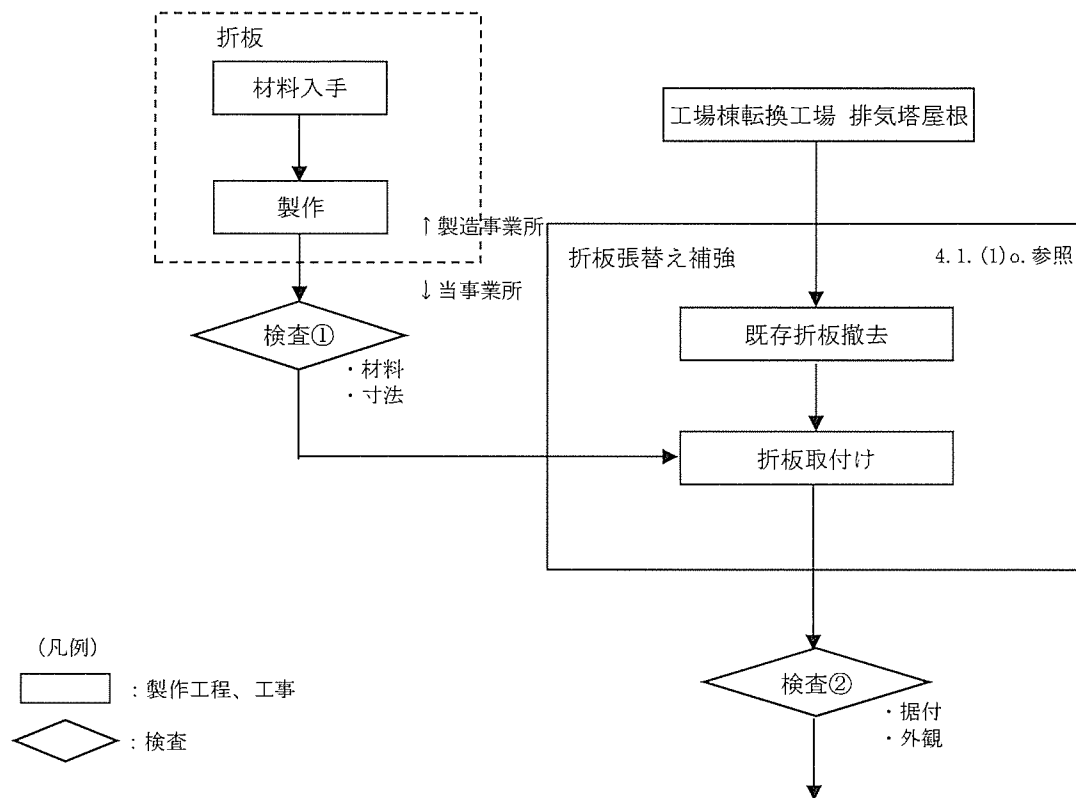 折板
材料入手
製作
↑製造事業所
↓当事業所
検査①
・材料
・寸法
工場棟転換工場 排気塔屋根
折板張替え補強
4.1.(1)o.参照
既存折板撤去
折板取付け
検査②
・据付
・外観
(凡例)
：製作工程、工事
：検査